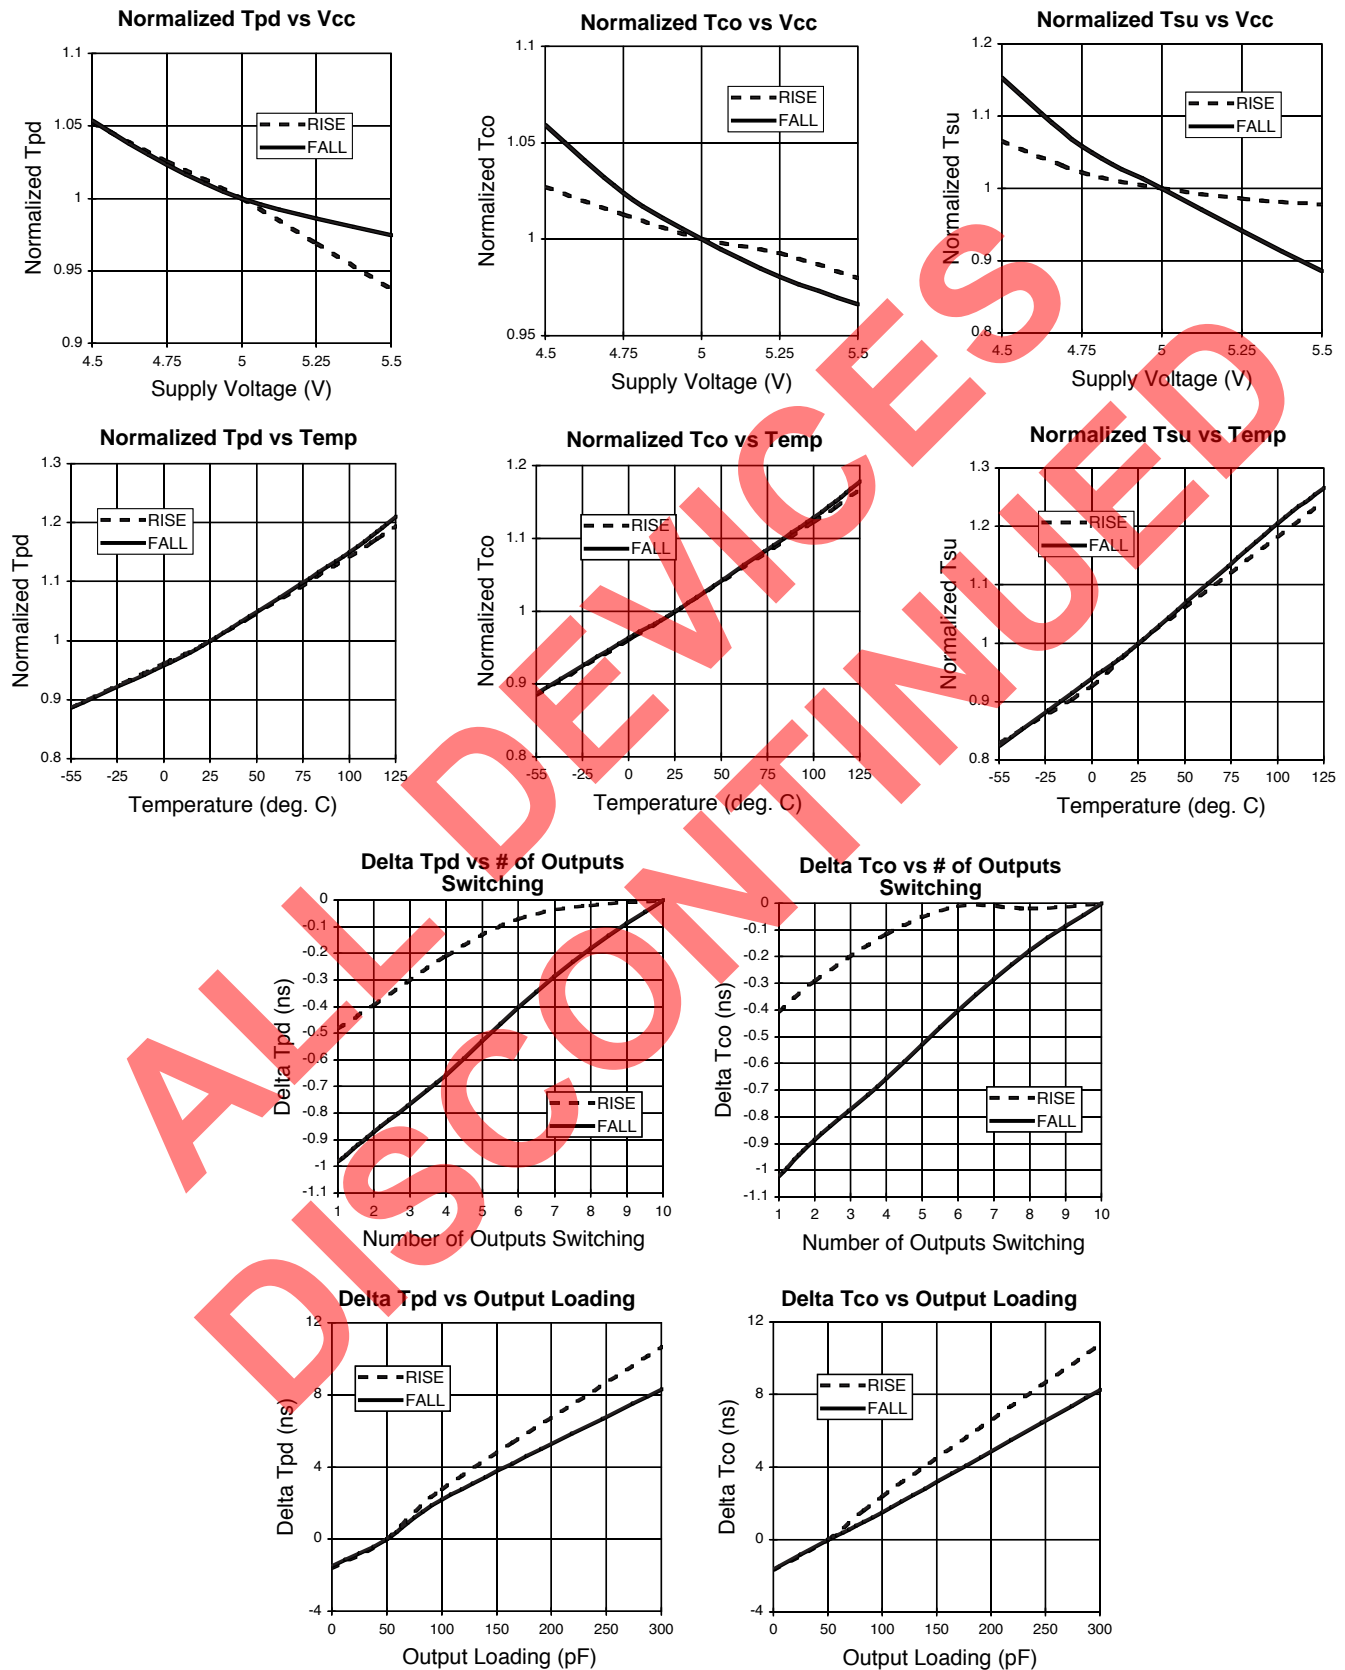 Normalized Tpd vs Vcc
Normalized Tpd
1.1
1.05
1
0.95
0.9
RISE
FALL
4.5 4.75 5 5.25 5.5
Supply Voltage (V)
Normalized Tco vs Vcc
Normalized Tco
1.1
1.05
1
0.95
RISE
FALL
4.5 4.75 5 5.25 5.5
Supply Voltage (V)
Normalized Tsu vs Vcc
Normalized Tsu
1.2
1.1
1
0.9
0.8
RISE
FALL
4.5 4.75 5 5.25 5.5
Supply Voltage (V)
Normalized Tpd vs Temp
Normalized Tpd
1.3
1.2
1.1
1
0.9
0.8
RISE
FALL
-55 -25 0 25 50 75 100 125
Temperature (deg. C)
Normalized Tco vs Temp
Normalized Tco
1.2
1.1
1
0.9
0.8
RISE
FALL
-55 -25 0 25 50 75 100 125
Temperature (deg. C)
Normalized Tsu vs Temp
Normalized Tsu
1.3
1.2
1.1
1
0.9
0.8
RISE
FALL
-55 -25 0 25 50 75 100 125
Temperature (deg. C)
Delta Tpd vs # of Outputs
Switching
Delta Tpd (ns)
0
-0.1
-0.2
-0.3
-0.4
-0.5
-0.6
-0.7
-0.8
-0.9
-1
-1.1
RISE
FALL
1 2 3 4 5 6 7 8 9 10
Number of Outputs Switching
Delta Tco vs # of Outputs
Switching
Delta Tco (ns)
0
-0.1
-0.2
-0.3
-0.4
-0.5
-0.6
-0.7
-0.8
-0.9
-1
-1.1
RISE
FALL
1 2 3 4 5 6 7 8 9 10
Number of Outputs Switching
Delta Tpd vs Output Loading
Delta Tpd (ns)
12
8
4
0
-4
RISE
FALL
0 50 100 150 200 250 300
Output Loading (pF)
Delta Tco vs Output Loading
Delta Tco (ns)
12
8
4
0
-4
RISE
FALL
0 50 100 150 200 250 300
Output Loading (pF)
ALL DEVICES
DISCONTINUED